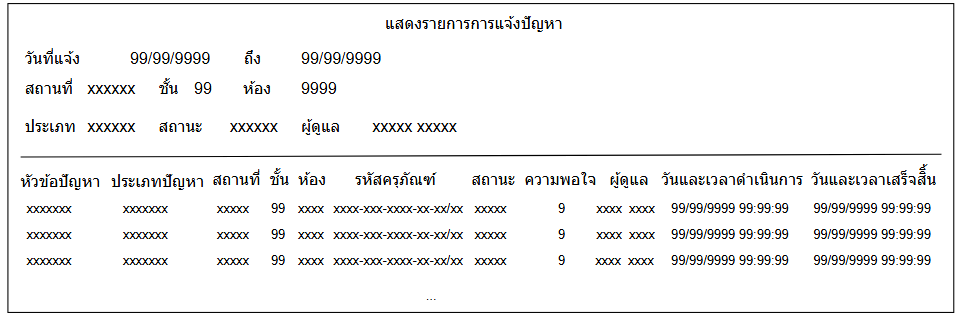 แสดงรายการการแจ้งปัญหา
วันที่แจ้ง 99/99/9999 ถึง 99/99/9999
สถานที่ xxxxxx ชั้น 99 ห้อง 9999
ประเภท xxxxxx สถานะ xxxxxx ผู้ดูแล xxxxx xxxxx
หัวข้อปัญหา ประเภทปัญหา สถานที่ ชั้น ห้อง รหัสครุภัณฑ์ สถานะ ความพอใจ ผู้ดูแล วันและเวลาดำเนินการ วันและเวลาเสร็จสิ้น
xxxxxxx xxxxxxx xxxxx 99 xxxx xxxx-xxx-xxxx-xx-xx/xx xxxxx 9 xxxx xxxx 99/99/9999 99:99:99 99/99/9999 99:99:99
xxxxxxx xxxxxxx xxxxx 99 xxxx xxxx-xxx-xxxx-xx-xx/xx xxxxx 9 xxxx xxxx 99/99/9999 99:99:99 99/99/9999 99:99:99
xxxxxxx xxxxxxx xxxxx 99 xxxx xxxx-xxx-xxxx-xx-xx/xx xxxxx 9 xxxx xxxx 99/99/9999 99:99:99 99/99/9999 99:99:99
...